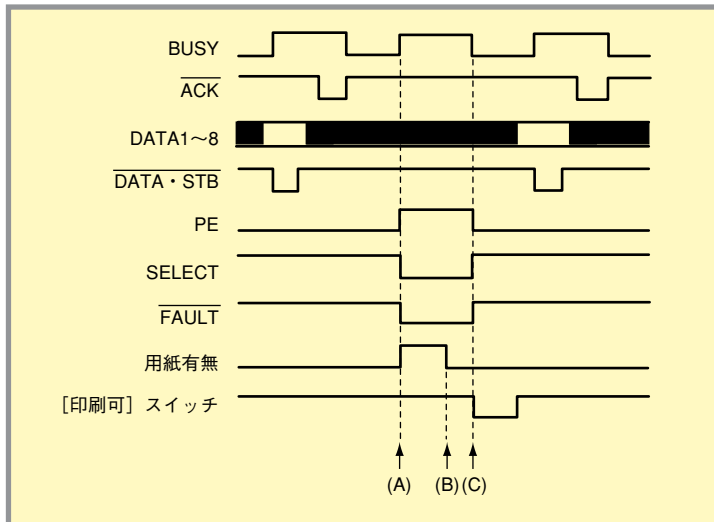 BUSY
ACK
DATA1〜8
DATA・STB
PE
SELECT
FAULT
用紙有無
［印刷可］スイッチ
(A) (B) (C)